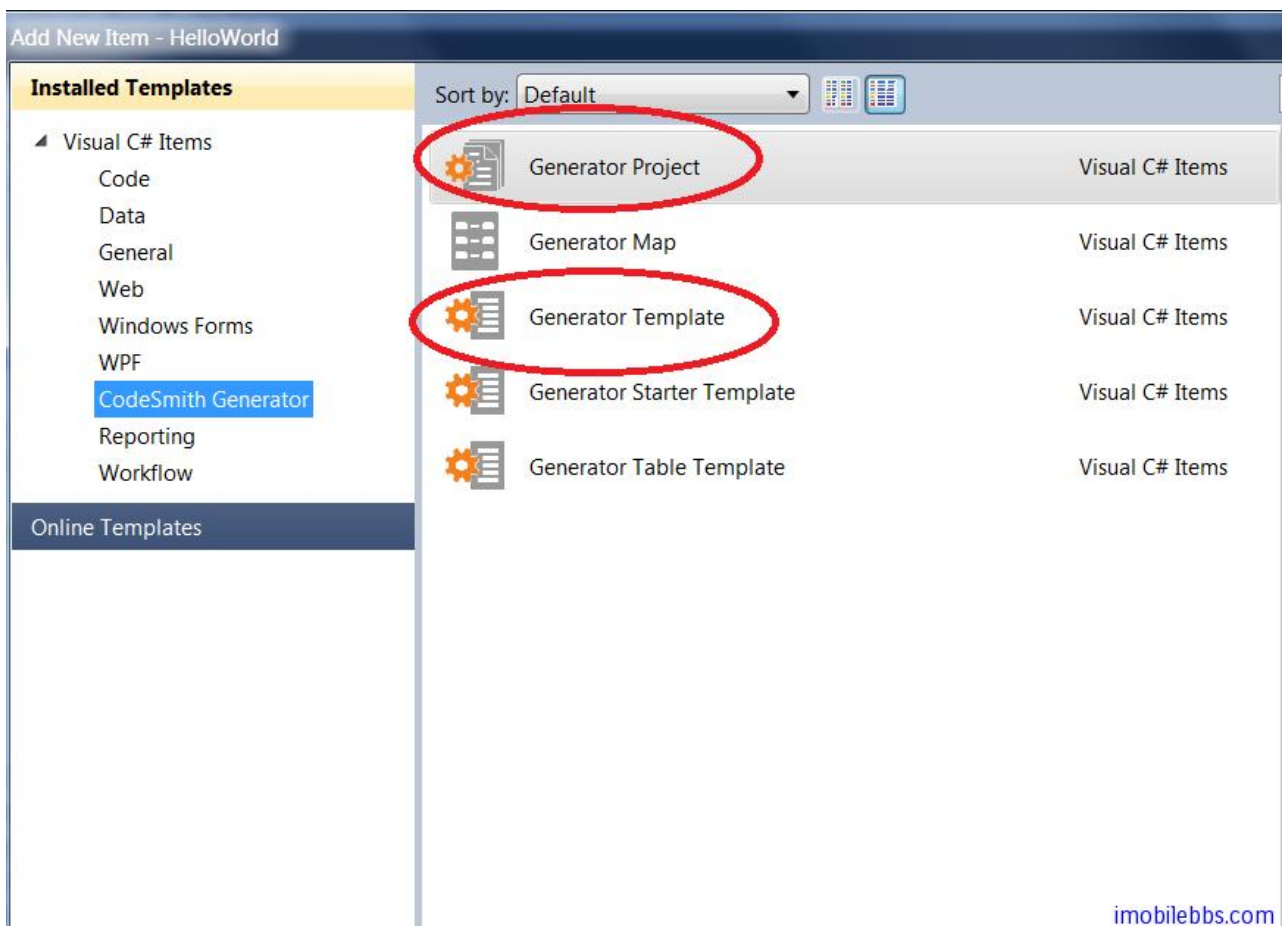 Add New Item - HelloWorld
Installed Templates
Visual C# Items
Code
Data
General
Web
Windows Forms
WPF
CodeSmith Generator
Reporting
Workflow
Online Templates
Sort by: Default
Generator Project Visual C# Items
Generator Map Visual C# Items
Generator Template Visual C# Items
Generator Starter Template Visual C# Items
Generator Table Template Visual C# Items
imobilebbs.com